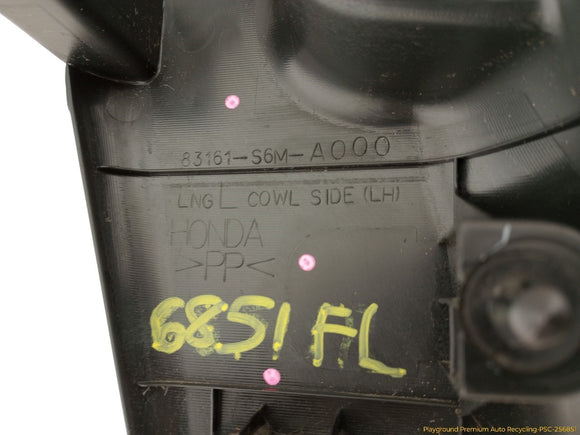 83161-S6M-A000
LNG L COWL SIDE (LH)
HONDA
>PP<
6851 FL
Playground Premium Auto Recycling-PSC-25685